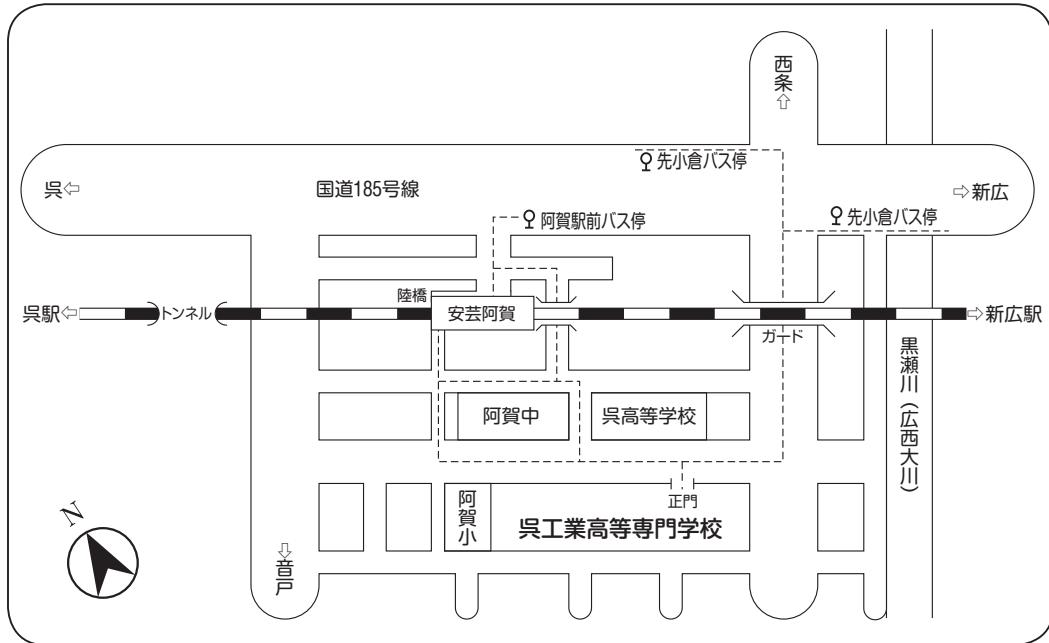 西条
⇧
先小倉バス停
呉⇦
国道185号線
⇨新広
阿賀駅前バス停
先小倉バス停
陸橋
呉駅⇦
トンネル
安芸阿賀
⇨新広駅
ガード
黒瀬川(広西大川)
阿賀中
呉高等学校
正門
阿賀小
呉工業高等専門学校
N
⇩
音戸